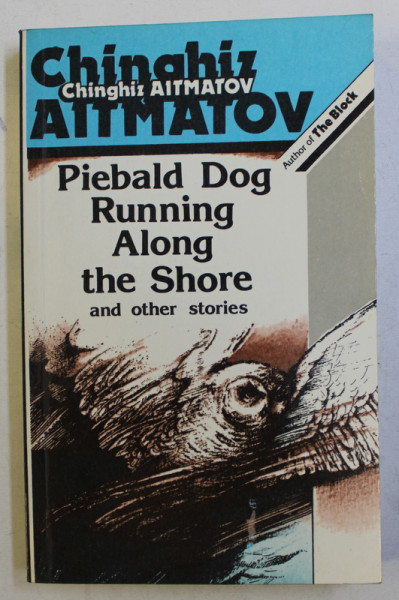 Chinghiz
Chinghiz AITMATOV
AITMATOV
Author of The Block
Piebald Dog
Running
Along
the Shore
and other stories